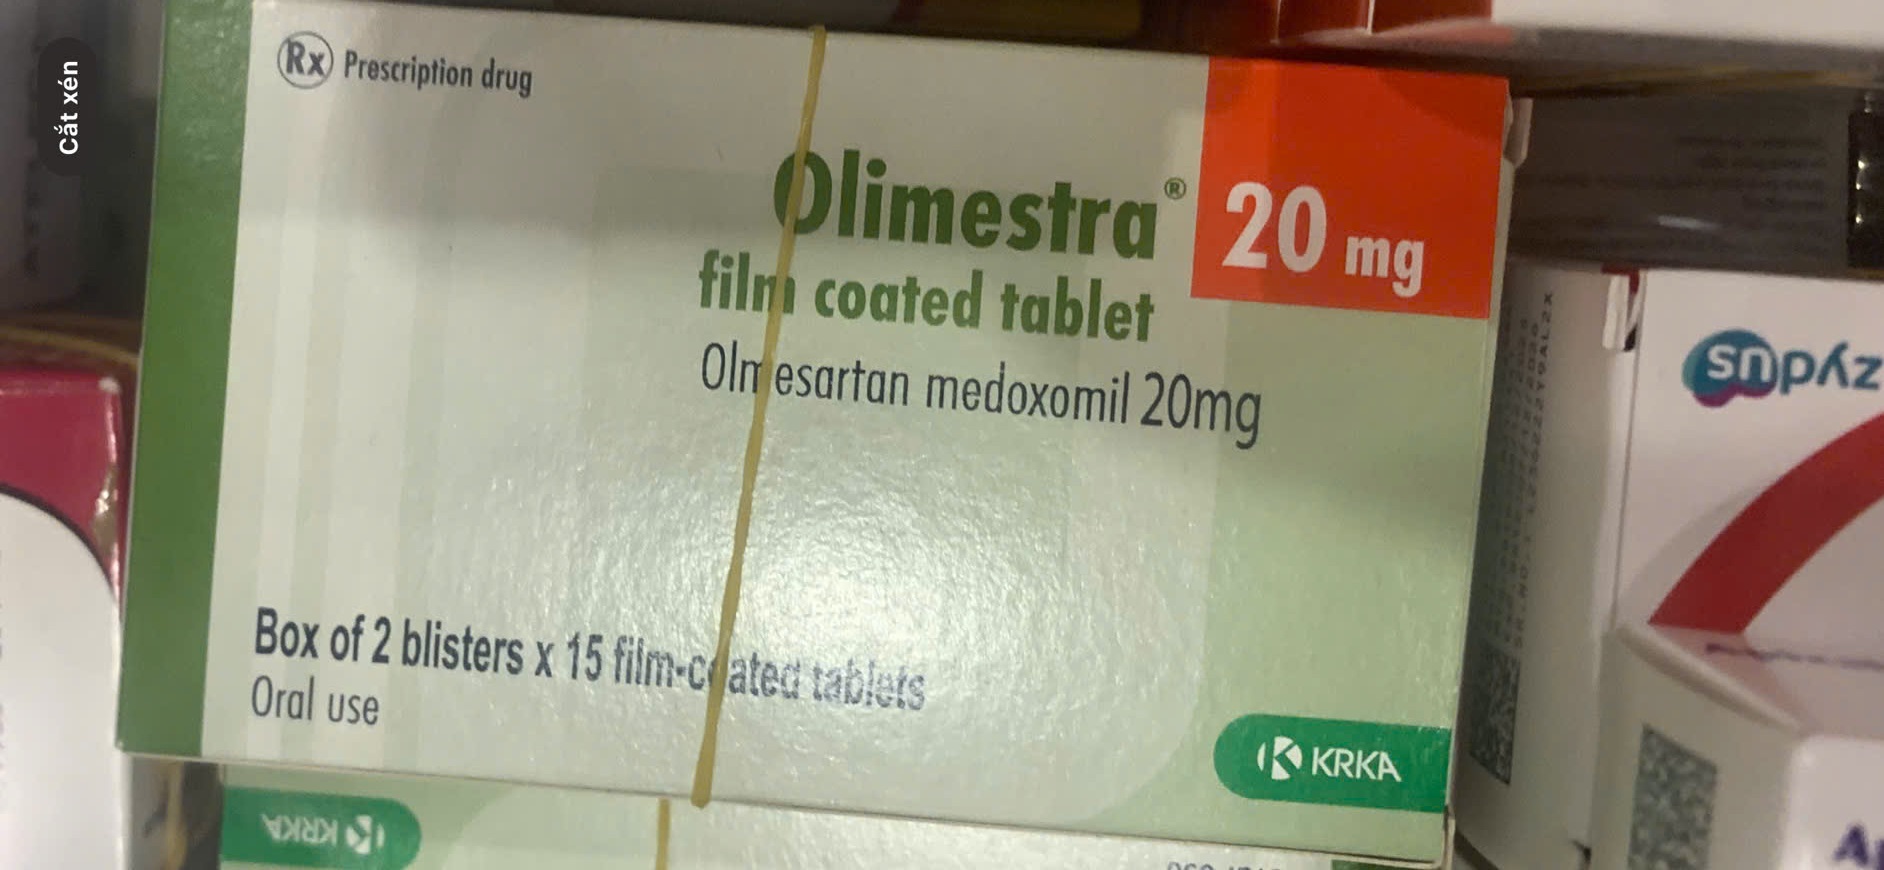 Cắt xén
Rx Prescription drug
Olimestra® 20 mg
film coated tablet
Olmesartan medoxomil 20mg
Box of 2 blisters x 15 film-coated tablets
Oral use
KRKA
KRKA
zydus